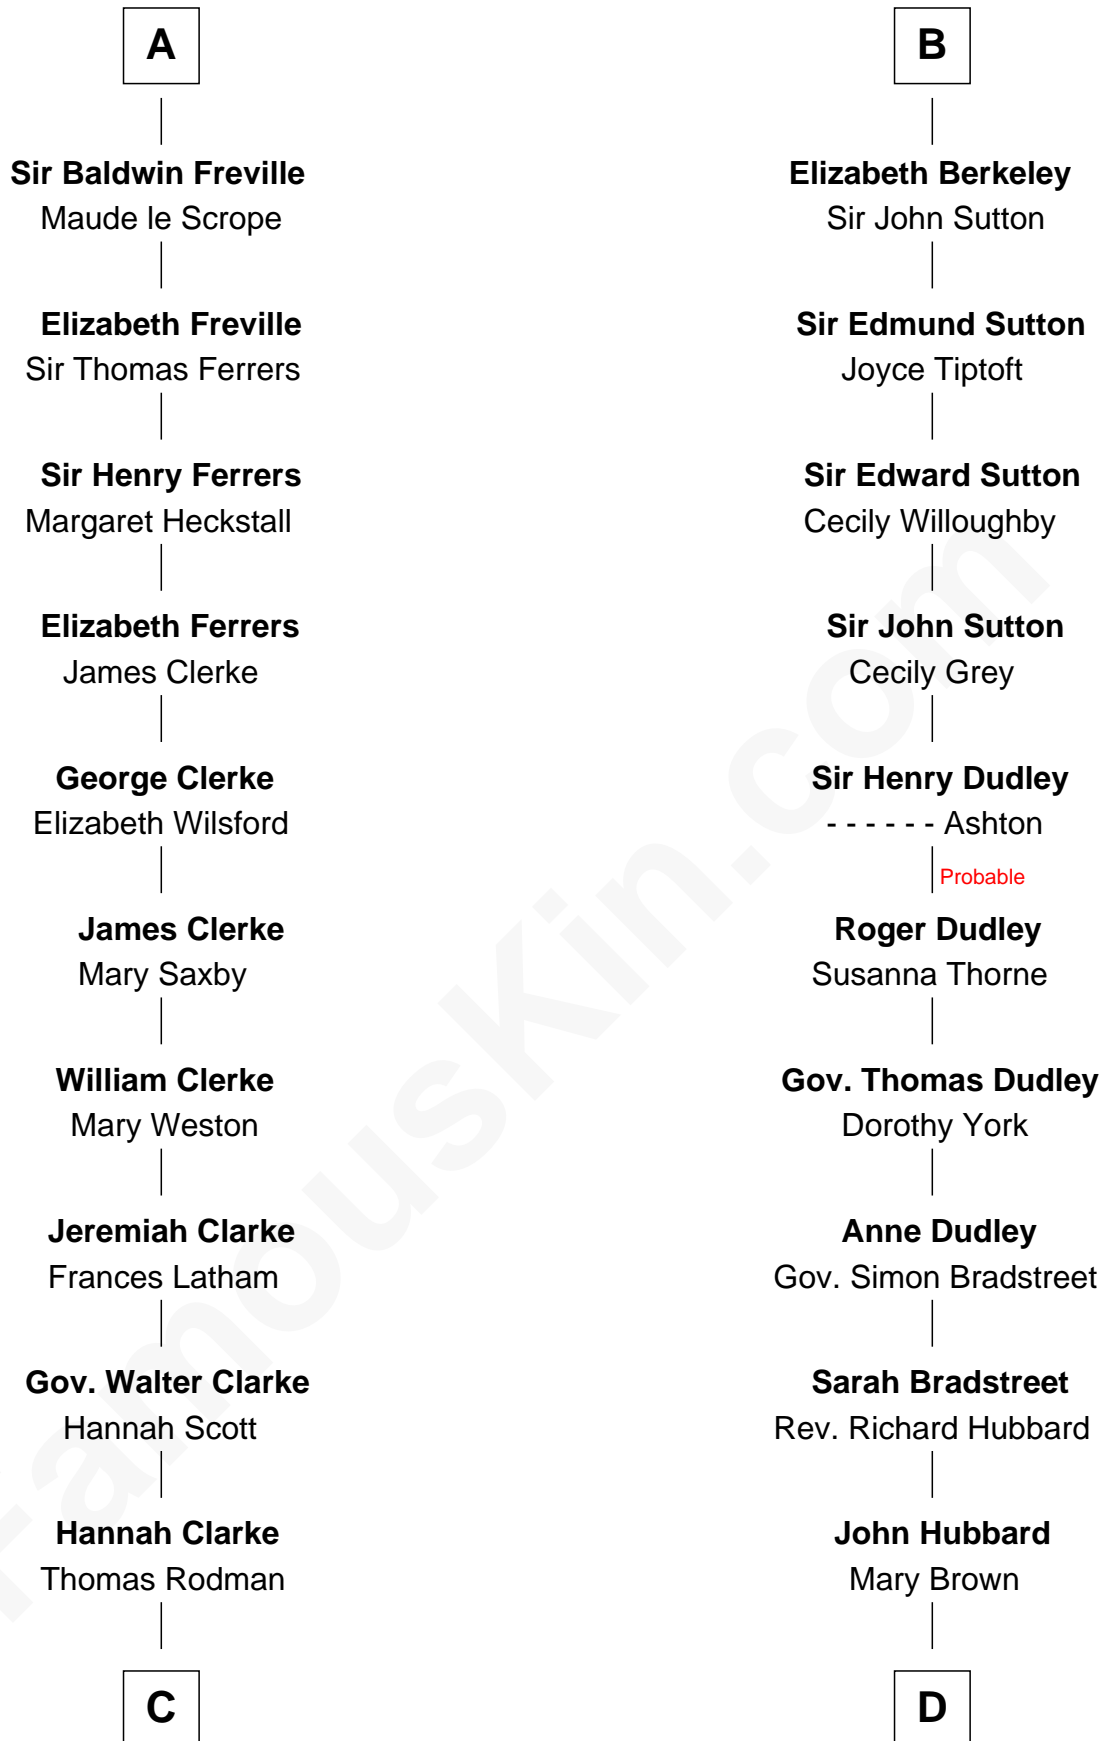 A
Sir Baldwin Freville
Maude le Scrope
Elizabeth Freville
Sir Thomas Ferrers
Sir Henry Ferrers
Margaret Heckstall
Elizabeth Ferrers
James Clerke
George Clerke
Elizabeth Wilsford
James Clerke
Mary Saxby
William Clerke
Mary Weston
Jeremiah Clarke
Frances Latham
Gov. Walter Clarke
Hannah Scott
Hannah Clarke
Thomas Rodman
C
B
Elizabeth Berkeley
Sir John Sutton
Sir Edmund Sutton
Joyce Tiptoft
Sir Edward Sutton
Cecily Willoughby
Sir John Sutton
Cecily Grey
Sir Henry Dudley
- - - - - - Ashton
Probable
Roger Dudley
Susanna Thorne
Gov. Thomas Dudley
Dorothy York
Anne Dudley
Gov. Simon Bradstreet
Sarah Bradstreet
Rev. Richard Hubbard
John Hubbard
Mary Brown
D
FamousKin.com